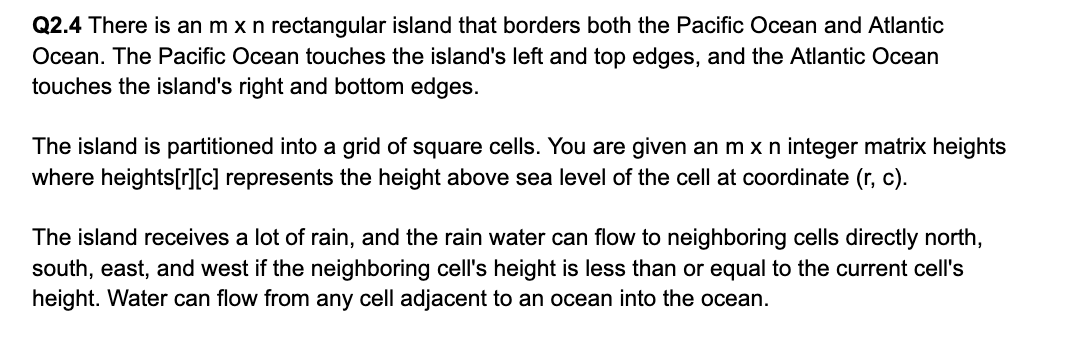 Q2.4 There is an m x n rectangular island that borders both the Pacific Ocean and Atlantic
Ocean. The Pacific Ocean touches the island's left and top edges, and the Atlantic Ocean
touches the island's right and bottom edges.
The island is partitioned into a grid of square cells. You are given an m x n integer matrix heights
where heights[r][c] represents the height above sea level of the cell at coordinate (r, c).
The island receives a lot of rain, and the rain water can flow to neighboring cells directly north,
south, east, and west if the neighboring cell's height is less than or equal to the current cell's
height. Water can flow from any cell adjacent to an ocean into the ocean.